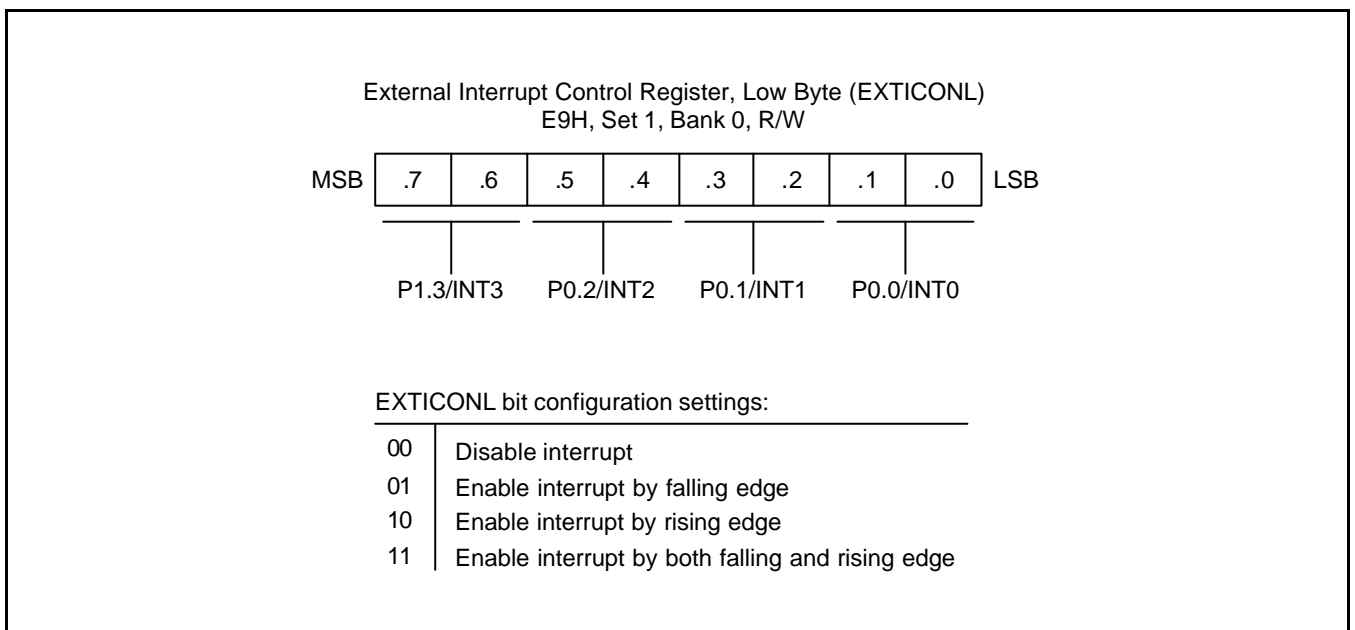 External Interrupt Control Register, Low Byte (EXTICONL)
E9H, Set 1, Bank 0, R/W
MSB .7 .6 .5 .4 .3 .2 .1 .0 LSB
P1.3/INT3 P0.2/INT2 P0.1/INT1 P0.0/INT0
EXTICONL bit configuration settings:
00 Disable interrupt
01 Enable interrupt by falling edge
10 Enable interrupt by rising edge
11 Enable interrupt by both falling and rising edge